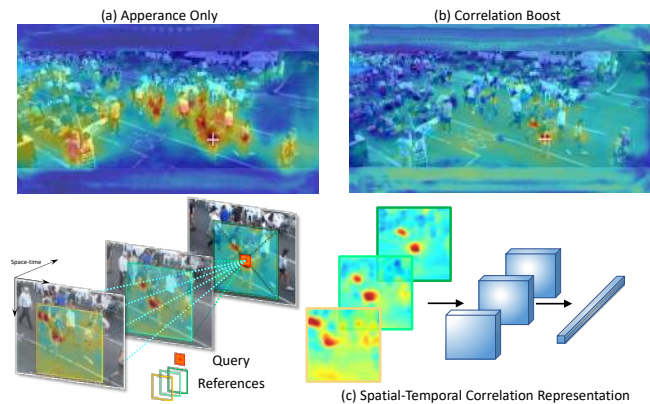 (a) Apperance Only
(b) Correlation Boost
Space-time
Query
References
(c) Spatial-Temporal Correlation Representation